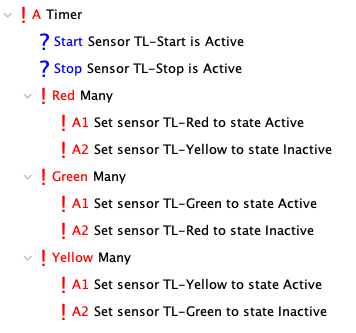 ! A Timer
? Start Sensor TL-Start is Active
? Stop Sensor TL-Stop is Active
! Red Many
! A1 Set sensor TL-Red to state Active
! A2 Set sensor TL-Yellow to state Inactive
! Green Many
! A1 Set sensor TL-Green to state Active
! A2 Set sensor TL-Red to state Inactive
! Yellow Many
! A1 Set sensor TL-Yellow to state Active
! A2 Set sensor TL-Green to state Inactive